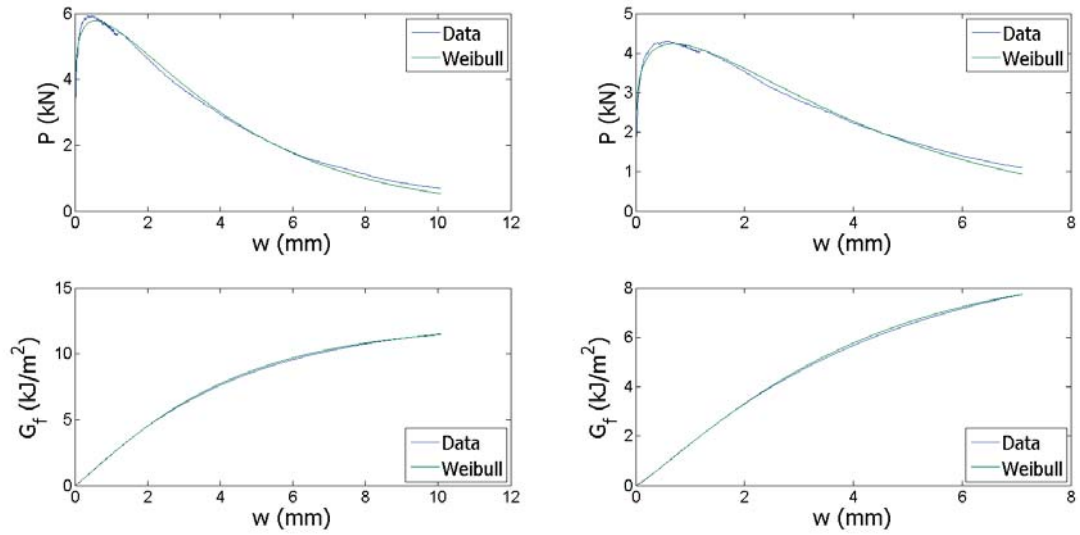 6
4
2
0
P (kN)
Data
Weibull
0 2 4 6 8 10 12
w (mm)
5
4
3
2
1
0
P (kN)
Data
Weibull
0 2 4 6 8
w (mm)
15
10
5
0
G_f (kJ/m²)
Data
Weibull
0 2 4 6 8 10 12
w (mm)
8
6
4
2
0
G_f (kJ/m²)
Data
Weibull
0 2 4 6 8
w (mm)